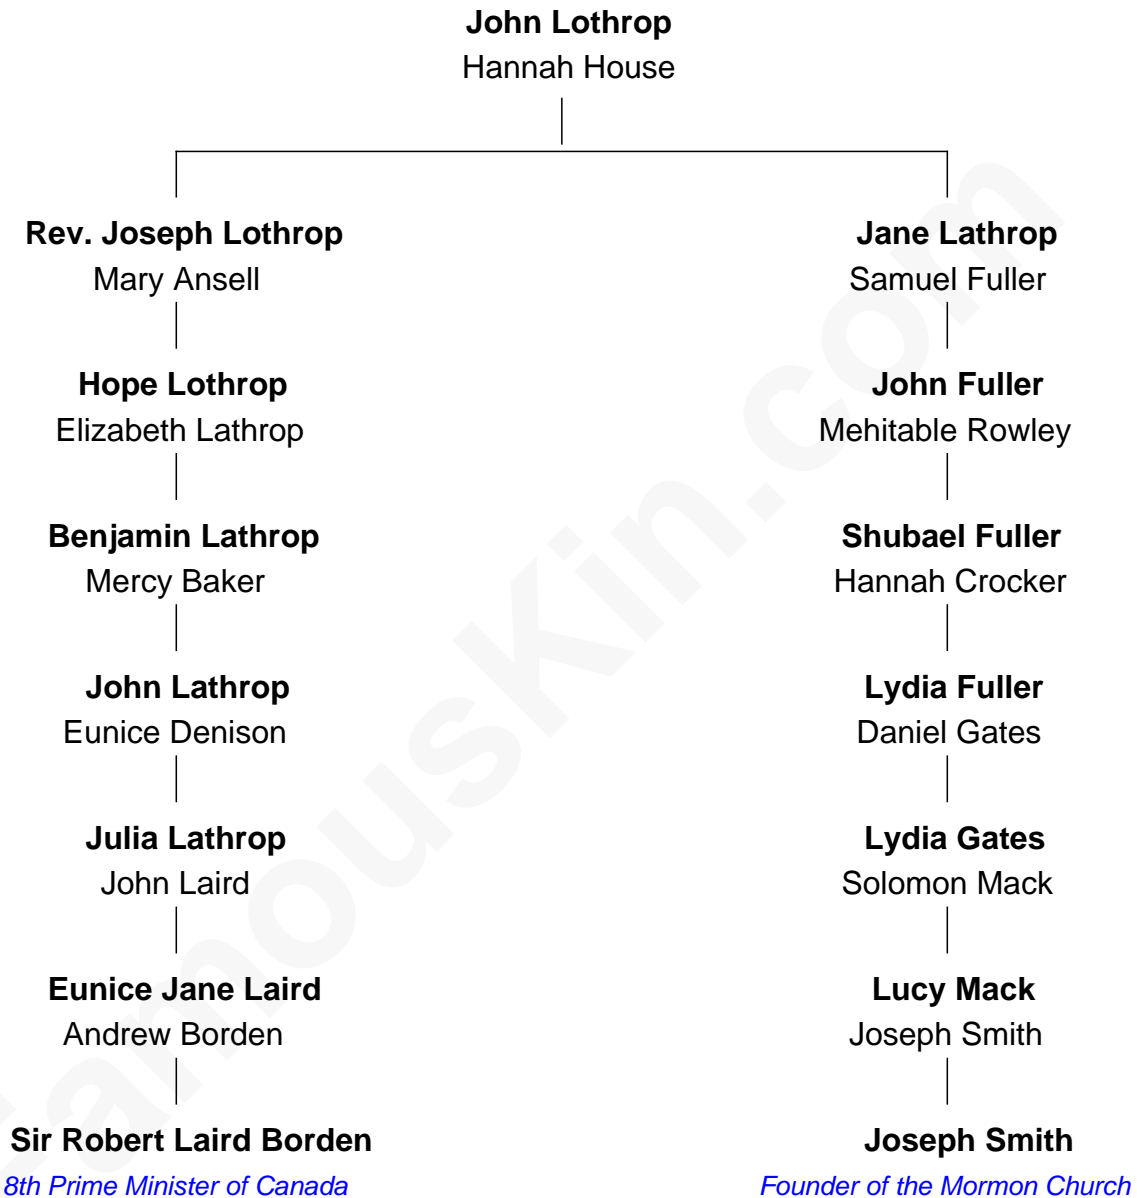 John Lothrop
Hannah House
Rev. Joseph Lothrop
Mary Ansell
Jane Lathrop
Samuel Fuller
Hope Lothrop
Elizabeth Lathrop
John Fuller
Mehitable Rowley
Benjamin Lathrop
Mercy Baker
Shubael Fuller
Hannah Crocker
John Lathrop
Eunice Denison
Lydia Fuller
Daniel Gates
Julia Lathrop
John Laird
Lydia Gates
Solomon Mack
Eunice Jane Laird
Andrew Borden
Lucy Mack
Joseph Smith
Sir Robert Laird Borden
8th Prime Minister of Canada
Joseph Smith
Founder of the Mormon Church
FamousKin.com